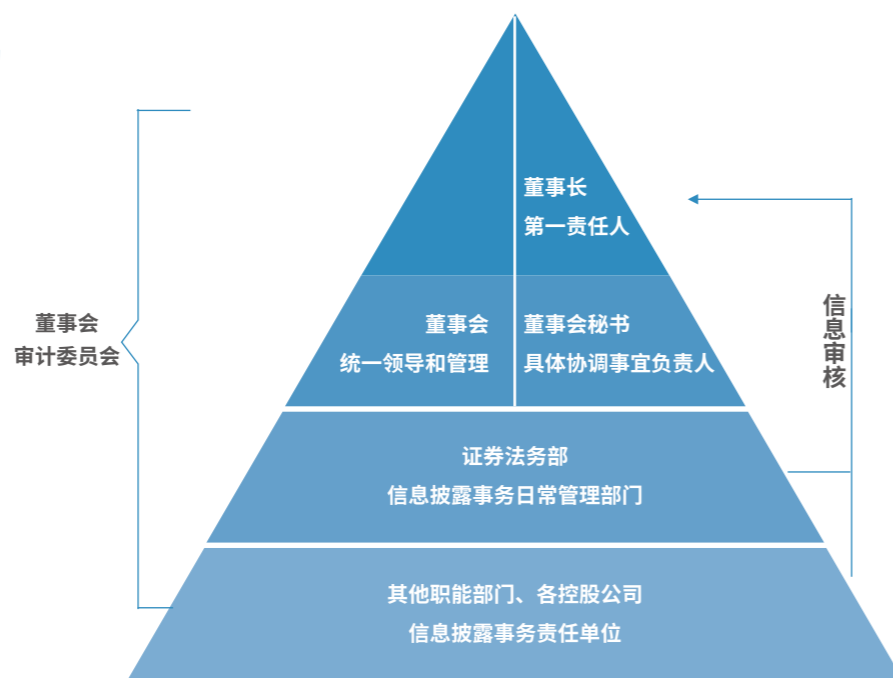 董事长
第一责任人
董事会
统一领导和管理
董事会秘书
具体协调事宜负责人
董事会
审计委员会
信息审核
证券法务部
信息披露事务日常管理部门
其他职能部门、各控股公司
信息披露事务责任单位